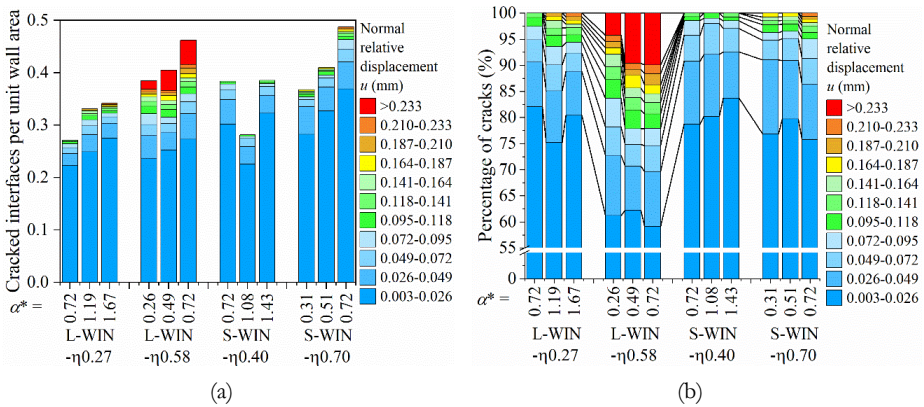 Cracked interfaces per unit wall area
0.5
0.4
0.3
0.2
0.1
0.0
α* =
0.72
1.19
1.67
0.26
0.49
0.72
0.72
1.08
1.43
0.31
0.51
0.72
L-WIN
-η0.27
L-WIN
-η0.58
S-WIN
-η0.40
S-WIN
-η0.70
Normal
relative
displacement
u (mm)
>0.233
0.210-0.233
0.187-0.210
0.164-0.187
0.141-0.164
0.118-0.141
0.095-0.118
0.072-0.095
0.049-0.072
0.026-0.049
0.003-0.026
(a)
Percentage of cracks (%)
100
95
90
85
80
75
70
65
60
55
0
α* =
0.72
1.19
1.67
0.26
0.49
0.72
0.72
1.08
1.43
0.31
0.51
0.72
L-WIN
-η0.27
L-WIN
-η0.58
S-WIN
-η0.40
S-WIN
-η0.70
Normal
relative
displacement
u (mm)
>0.233
0.210-0.233
0.187-0.210
0.164-0.187
0.141-0.164
0.118-0.141
0.095-0.118
0.072-0.095
0.049-0.072
0.026-0.049
0.003-0.026
(b)